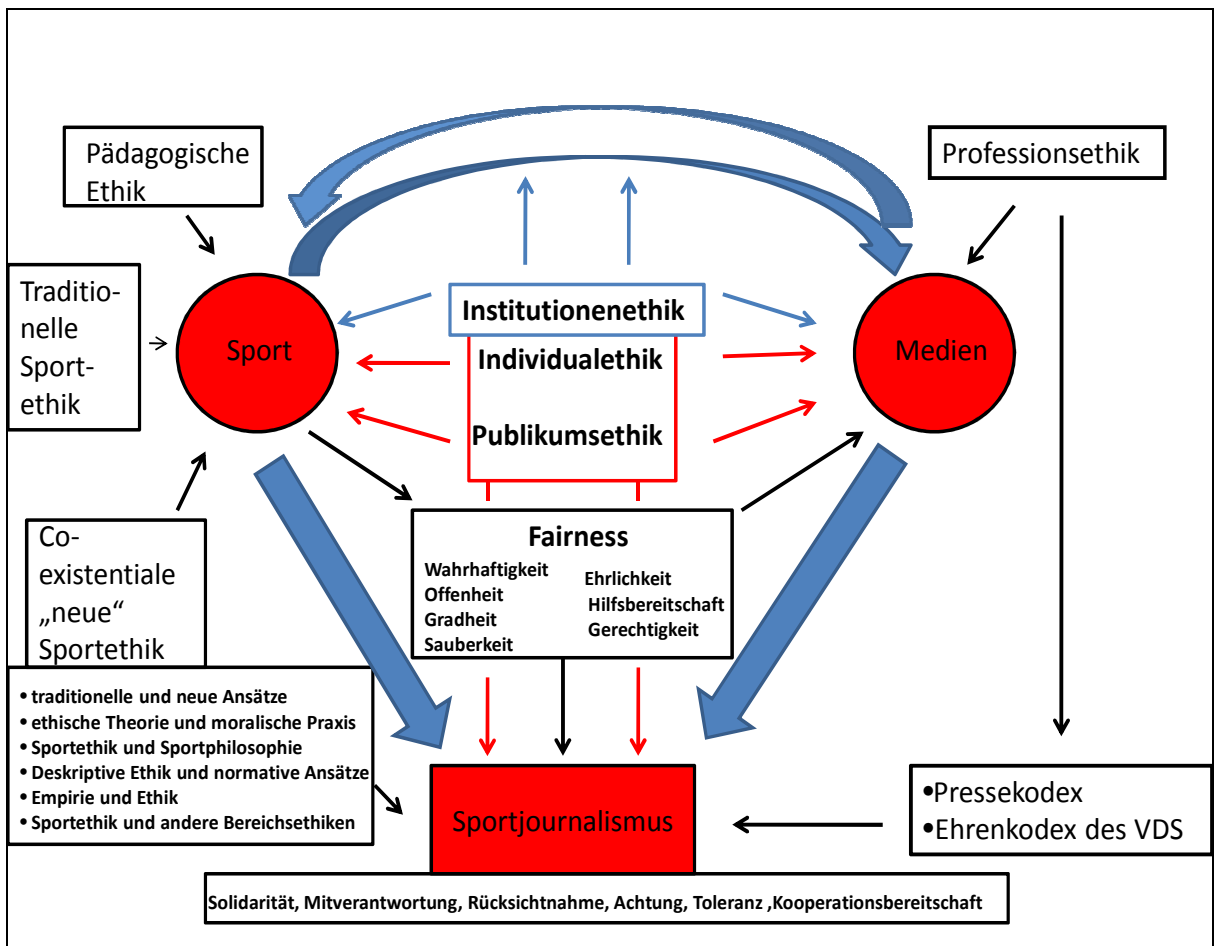 Pädagogische
Ethik
Professionsethik
Traditio-
nelle
Sport-
ethik
Sport
Institutionenethik
Individualethik
Publikumsethik
Medien
Co-
existentiale
„neue“
Sportethik
Fairness
Wahrhaftigkeit
Offenheit
Gradheit
Sauberkeit
Ehrlichkeit
Hilfsbereitschaft
Gerechtigkeit
• traditionelle und neue Ansätze
• ethische Theorie und moralische Praxis
• Sportethik und Sportphilosophie
• Deskriptive Ethik und normative Ansätze
• Empirie und Ethik
• Sportethik und andere Bereichsethiken
Sportjournalismus
•Pressekodex
•Ehrenkodex des VDS
Solidarität, Mitverantwortung, Rücksichtnahme, Achtung, Toleranz ,Kooperationsbereitschaft